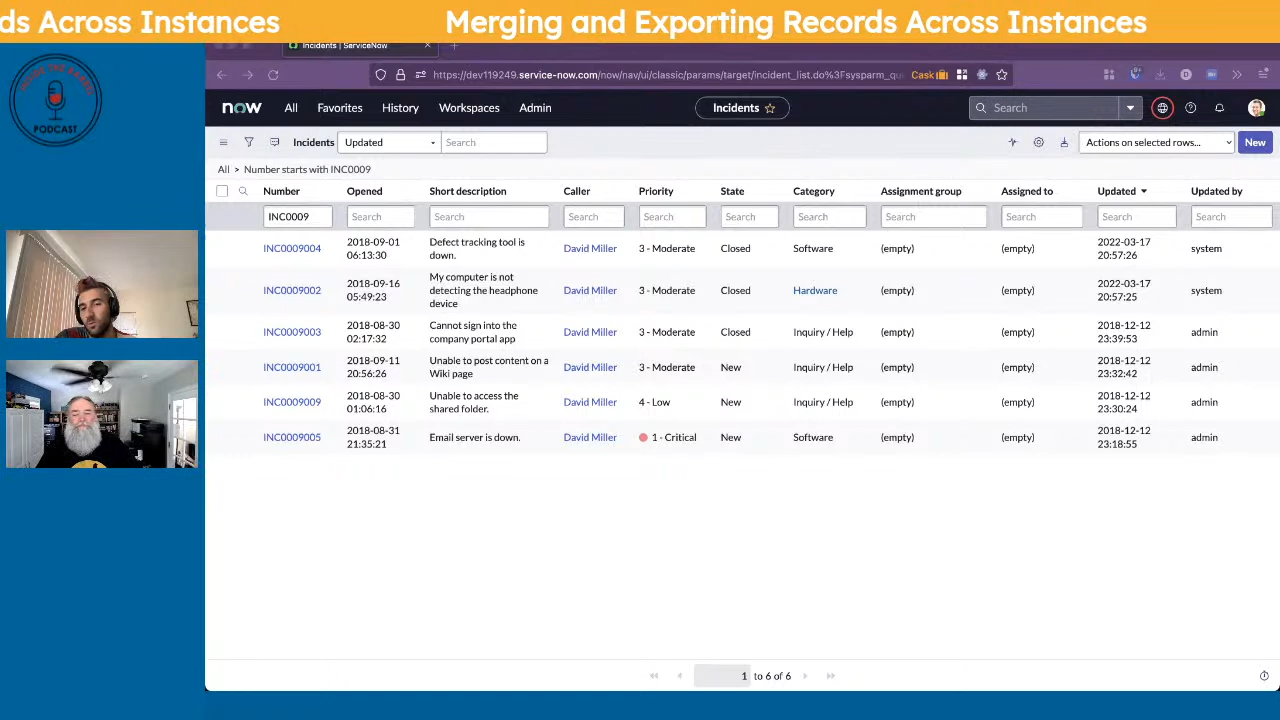 ds Across Instances
Merging and Exporting Records Across Instances
INSIDE THE BASH
PODCAST
Incidents | ServiceNow
https://dev119249.service-now.com/now/nav/ui/classic/params/target/incident_list.do%3Fsysparm_qu
Cask
now
All
Favorites
History
Workspaces
Admin
Incidents
Search
Incidents
Updated
Search
Actions on selected rows...
New
All > Number starts with INC0009
Number Opened Short description Caller Priority State Category Assignment group Assigned to Updated Updated by
INC0009 Search Search Search Search Search Search Search Search Search Search
INC0009004 2018-09-01 06:13:30 Defect tracking tool is down. David Miller 3 - Moderate Closed Software (empty) (empty) 2022-03-17 20:57:26 system
INC0009002 2018-09-16 05:49:23 My computer is not detecting the headphone device David Miller 3 - Moderate Closed Hardware (empty) (empty) 2022-03-17 20:57:25 system
INC0009003 2018-08-30 02:17:32 Cannot sign into the company portal app David Miller 3 - Moderate Closed Inquiry / Help (empty) (empty) 2018-12-12 23:39:53 admin
INC0009001 2018-09-11 20:56:26 Unable to post content on a Wiki page David Miller 3 - Moderate New Inquiry / Help (empty) (empty) 2018-12-12 23:32:42 admin
INC0009009 2018-08-30 01:06:16 Unable to access the shared folder. David Miller 4 - Low New Inquiry / Help (empty) (empty) 2018-12-12 23:30:24 admin
INC0009005 2018-08-31 21:35:21 Email server is down. David Miller 1 - Critical New Software (empty) (empty) 2018-12-12 23:18:55 admin
1 to 6 of 6